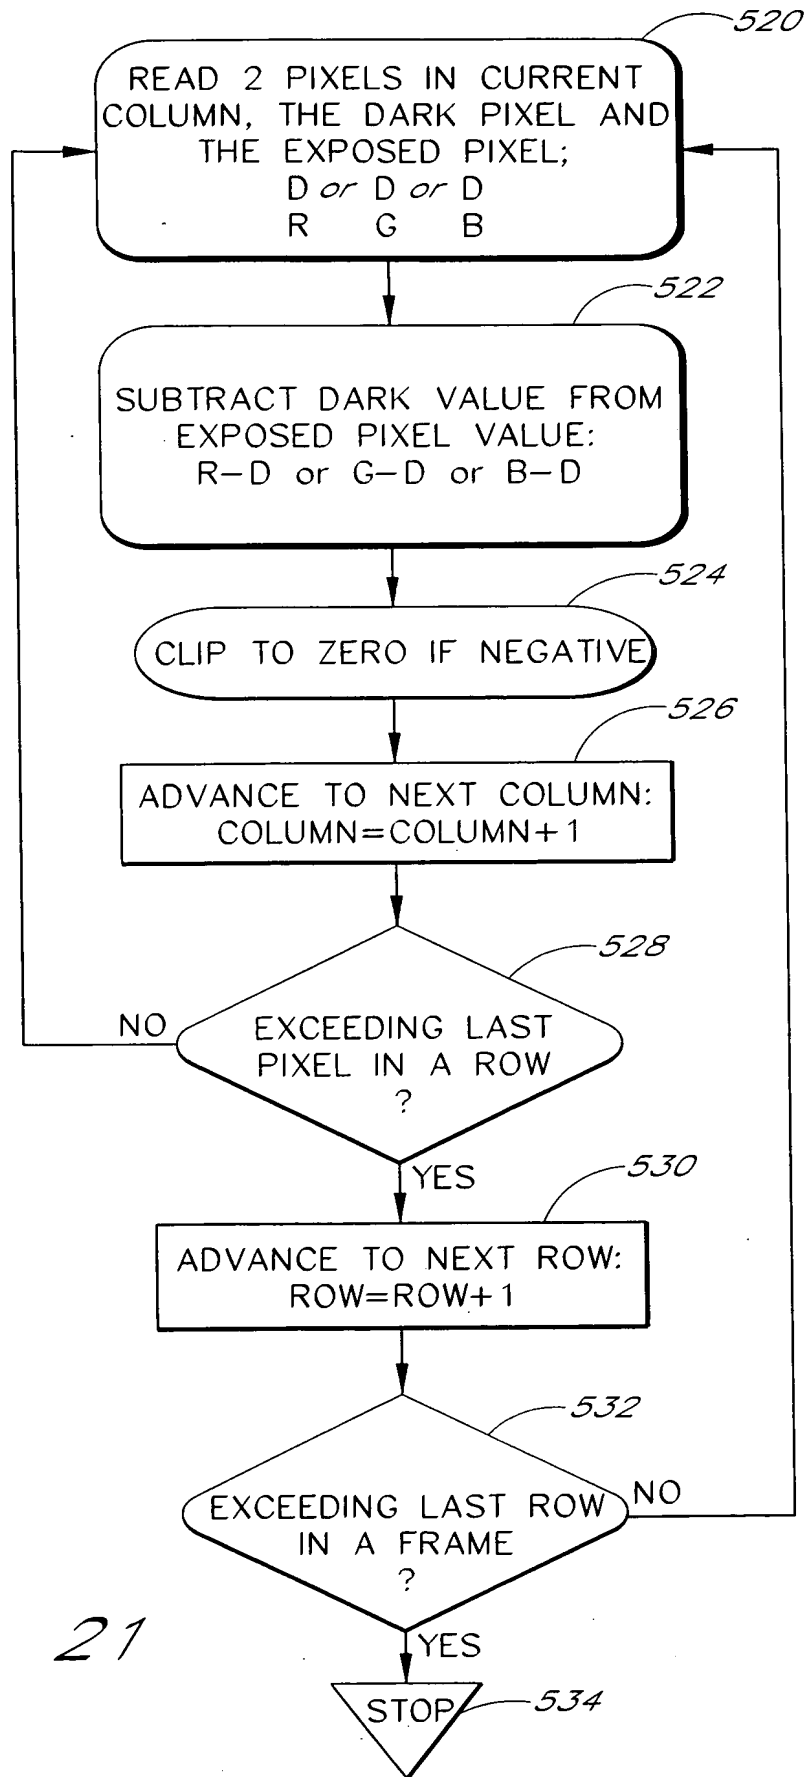 520
READ 2 PIXELS IN CURRENT
COLUMN, THE DARK PIXEL AND
THE EXPOSED PIXEL;
D or D or D
R G B
522
SUBTRACT DARK VALUE FROM
EXPOSED PIXEL VALUE:
R-D or G-D or B-D
524
CLIP TO ZERO IF NEGATIVE
526
ADVANCE TO NEXT COLUMN:
COLUMN=COLUMN+1
528
NO
EXCEEDING LAST
PIXEL IN A ROW
?
YES
530
ADVANCE TO NEXT ROW:
ROW=ROW+1
532
EXCEEDING LAST ROW
IN A FRAME
?
NO
21
YES
STOP
534